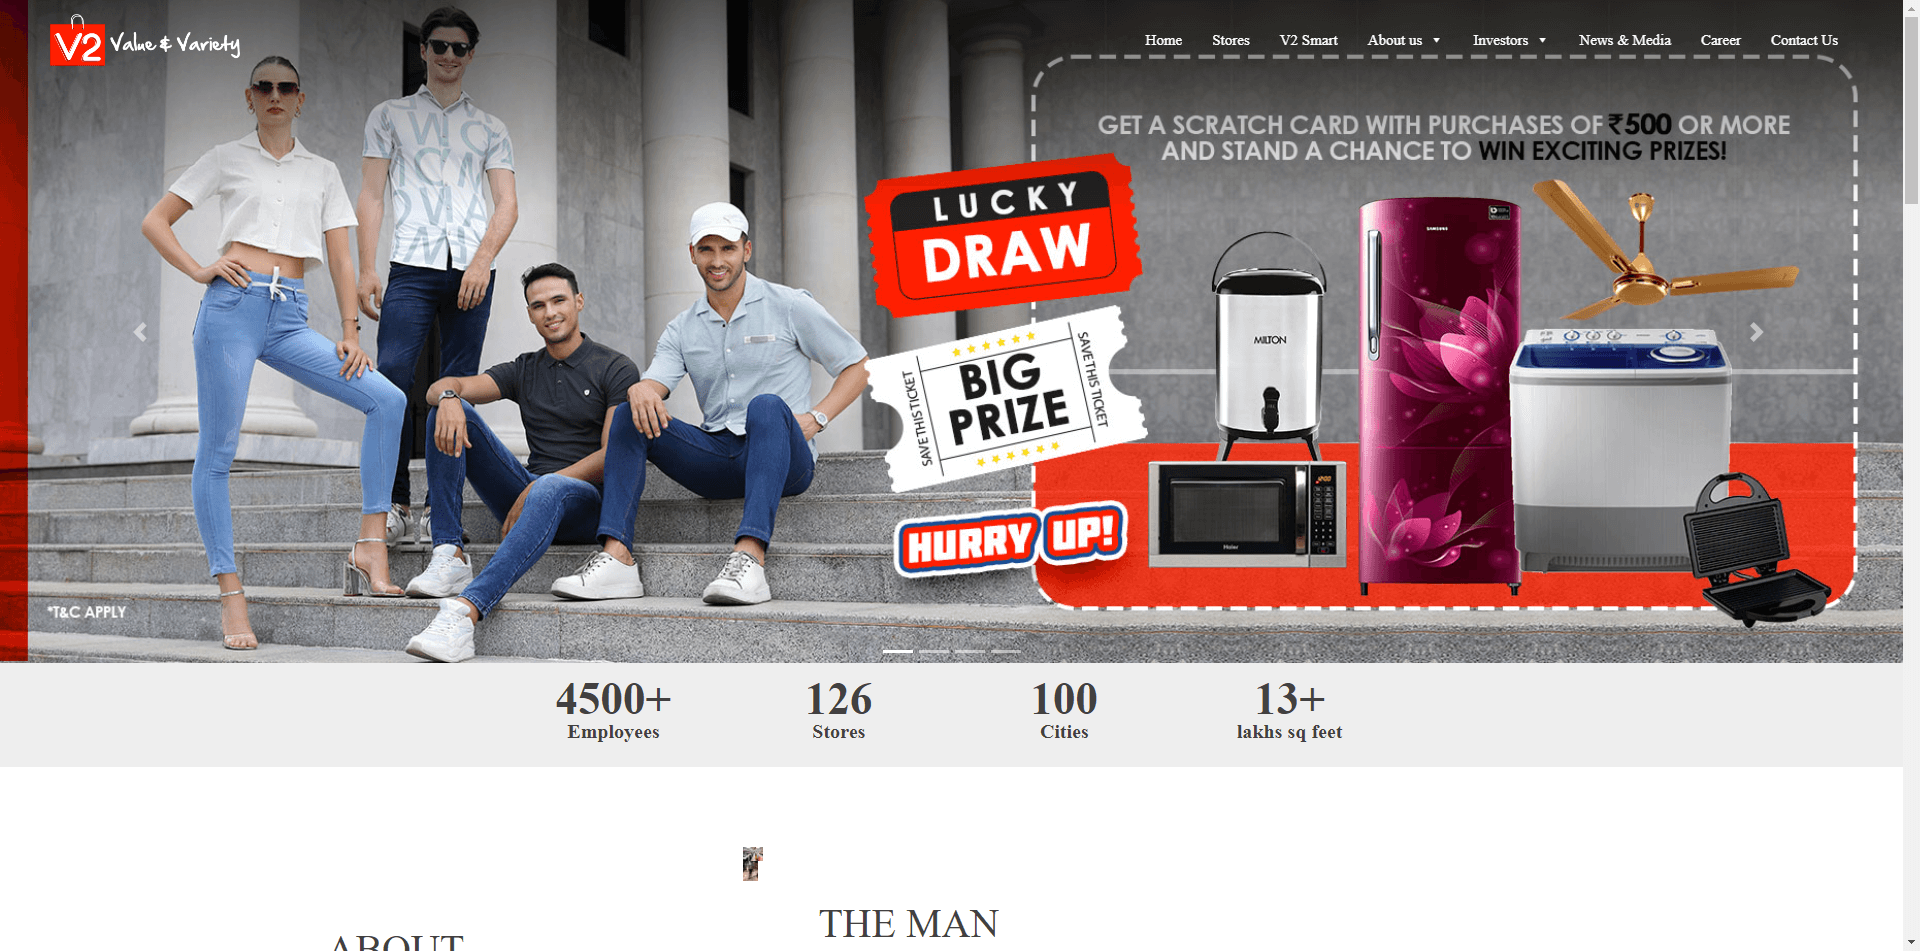 V2 Value & Variety
Home Stores V2 Smart About us Investors News & Media Career Contact Us
GET A SCRATCH CARD WITH PURCHASES OF ₹500 OR MORE
AND STAND A CHANCE TO WIN EXCITING PRIZES!
LUCKY
DRAW
SAVE THIS TICKET
BIG
PRIZE
SAVE THIS TICKET
HURRY UP!
MILTON
SAMSUNG
Haier
*T&C APPLY
4500+
Employees
126
Stores
100
Cities
13+
lakhs sq feet
THE MAN
ABOUT